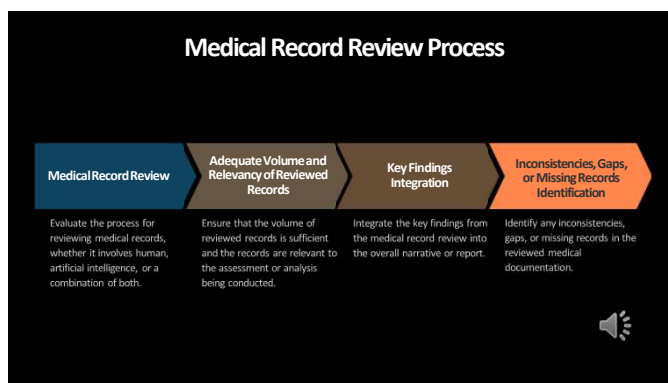 Medical Record Review Process
Medical Record Review
Evaluate the process for
reviewing medical records,
whether it involves human,
artificial intelligence, or a
combination of both.
Adequate Volume and
Relevancy of Reviewed
Records
Ensure that the volume of
reviewed records is sufficient
and the records are relevant to
the assessment or analysis
being conducted.
Key Findings
Integration
Integrate the key findings from
the medical record review into
the overall narrative or report.
Inconsistencies, Gaps,
or Missing Records
Identification
Identify any inconsistencies,
gaps, or missing records in the
reviewed medical
documentation.